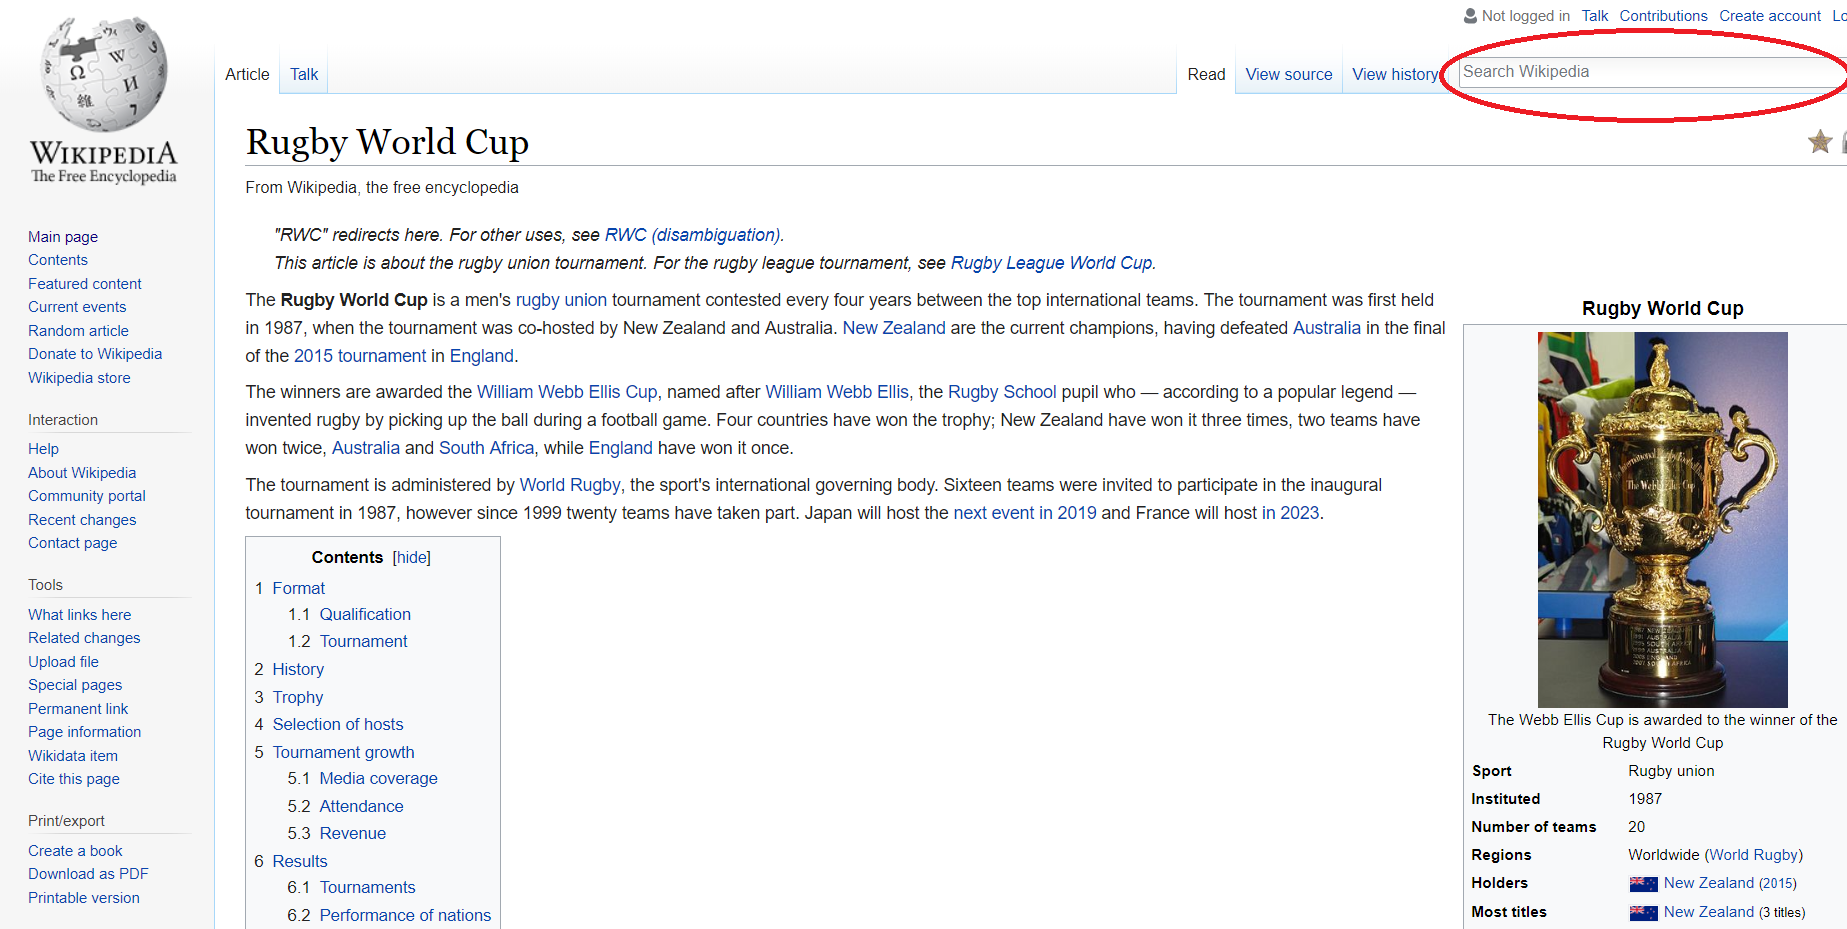 WIKIPEDIA
The Free Encyclopedia
Not logged in Talk Contributions Create account
Article Talk Read View source View history Search Wikipedia
Rugby World Cup
From Wikipedia, the free encyclopedia
"RWC" redirects here. For other uses, see RWC (disambiguation).
This article is about the rugby union tournament. For the rugby league tournament, see Rugby League World Cup.
The Rugby World Cup is a men's rugby union tournament contested every four years between the top international teams. The tournament was first held
in 1987, when the tournament was co-hosted by New Zealand and Australia. New Zealand are the current champions, having defeated Australia in the final
of the 2015 tournament in England.
The winners are awarded the William Webb Ellis Cup, named after William Webb Ellis, the Rugby School pupil who — according to a popular legend —
invented rugby by picking up the ball during a football game. Four countries have won the trophy; New Zealand have won it three times, two teams have
won twice, Australia and South Africa, while England have won it once.
The tournament is administered by World Rugby, the sport's international governing body. Sixteen teams were invited to participate in the inaugural
tournament in 1987, however since 1999 twenty teams have taken part. Japan will host the next event in 2019 and France will host in 2023.
Contents [hide]
1 Format
1.1 Qualification
1.2 Tournament
2 History
3 Trophy
4 Selection of hosts
5 Tournament growth
5.1 Media coverage
5.2 Attendance
5.3 Revenue
6 Results
6.1 Tournaments
6.2 Performance of nations
Main page
Contents
Featured content
Current events
Random article
Donate to Wikipedia
Wikipedia store
Interaction
Help
About Wikipedia
Community portal
Recent changes
Contact page
Tools
What links here
Related changes
Upload file
Special pages
Permanent link
Page information
Wikidata item
Cite this page
Print/export
Create a book
Download as PDF
Printable version
Rugby World Cup
The Webb Ellis Cup
The Webb Ellis Cup is awarded to the winner of the
Rugby World Cup
Sport Rugby union
Instituted 1987
Number of teams 20
Regions Worldwide (World Rugby)
Holders New Zealand (2015)
Most titles New Zealand (3 titles)